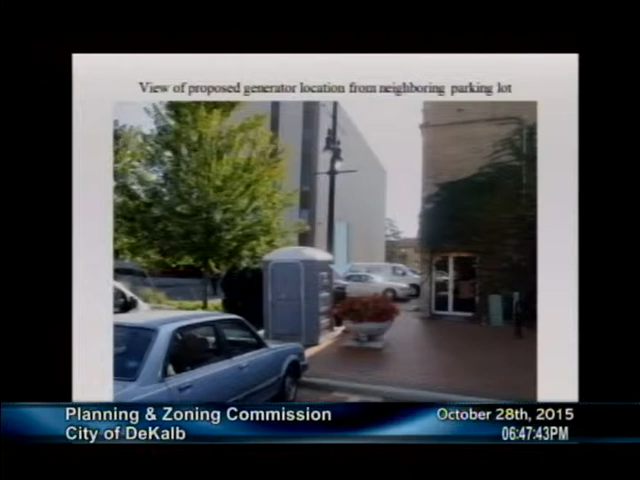 View of proposed generator location from neighboring parking lot
Planning & Zoning Commission
October 28th, 2015
City of DeKalb
06:47:43PM